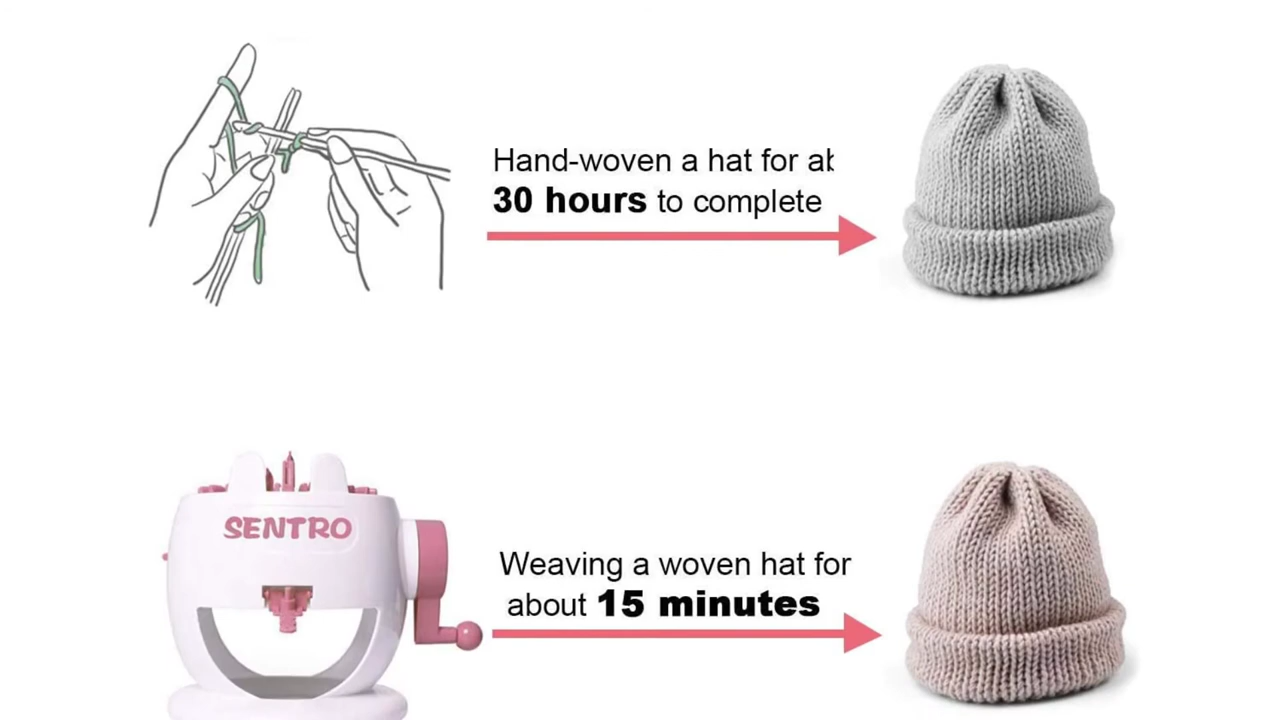 Hand-woven a hat for
30 hours to complete
SENTRO
Weaving a woven hat for
about 15 minutes